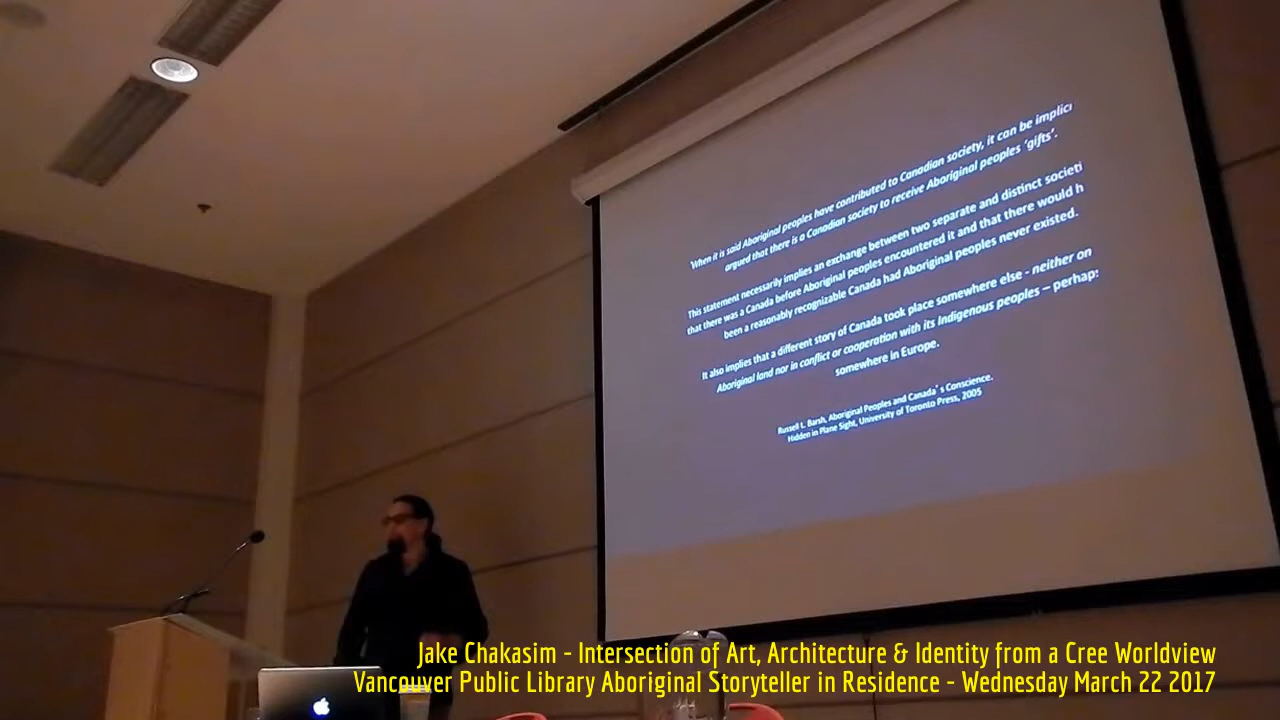 'When it is said Aboriginal peoples have contributed to Canadian society, it can be implici
argued that there is a Canadian society to receive Aboriginal peoples 'gifts'.
This statement necessarily implies an exchange between two separate and distinct societi
that there was a Canada before Aboriginal peoples encountered it and that there would h
been a reasonably recognizable Canada had Aboriginal peoples never existed.
It also implies that a different story of Canada took place somewhere else - neither on
Aboriginal land nor in conflict or cooperation with its Indigenous peoples – perhap
somewhere in Europe.
Russell L. Barsh, Aboriginal Peoples and Canada's Conscience.
Hidden in Plane Sight, University of Toronto Press, 2005
Jake Chakasim - Intersection of Art, Architecture & Identity from a Cree Worldview
Vancouver Public Library Aboriginal Storyteller in Residence - Wednesday March 22 2017